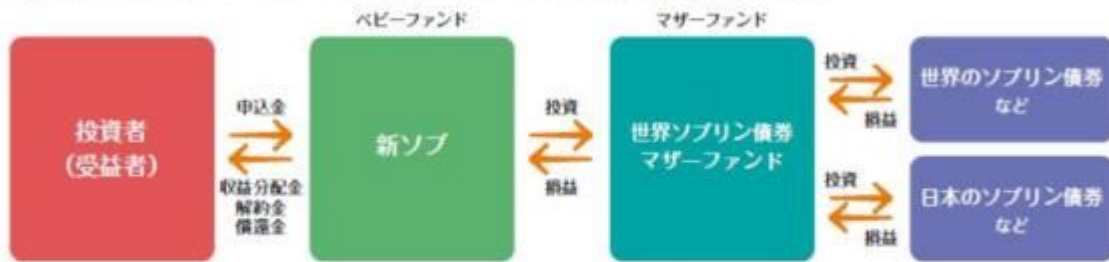 ベビーファンド
マザーファンド
投資者
(受益者)
申込金
収益分配金
解約金
償還金
新ソブ
投資
損益
世界ソブリン債券
マザーファンド
投資
損益
世界のソブリン債券
など
投資
損益
日本のソブリン債券
など